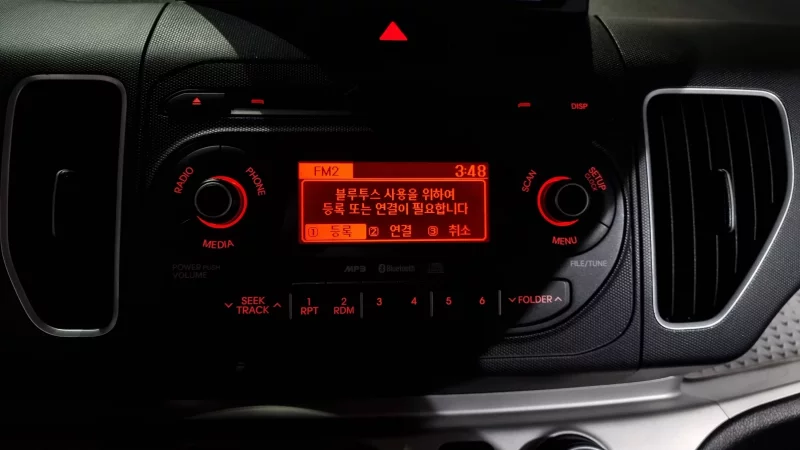 DISP
RADIO
PHONE
MEDIA
POWER PUSH
VOLUME
FM2 3:48
블루투스 사용을 위하여
등록 또는 연결이 필요합니다
① 등록 ② 연결 ③ 취소
SCAN
SETUP
CLOCK
MENU
FILE/TUNE
MP3 Bluetooth
SEEK
TRACK
1 RPT
2 RDM
3
4
5
6
FOLDER